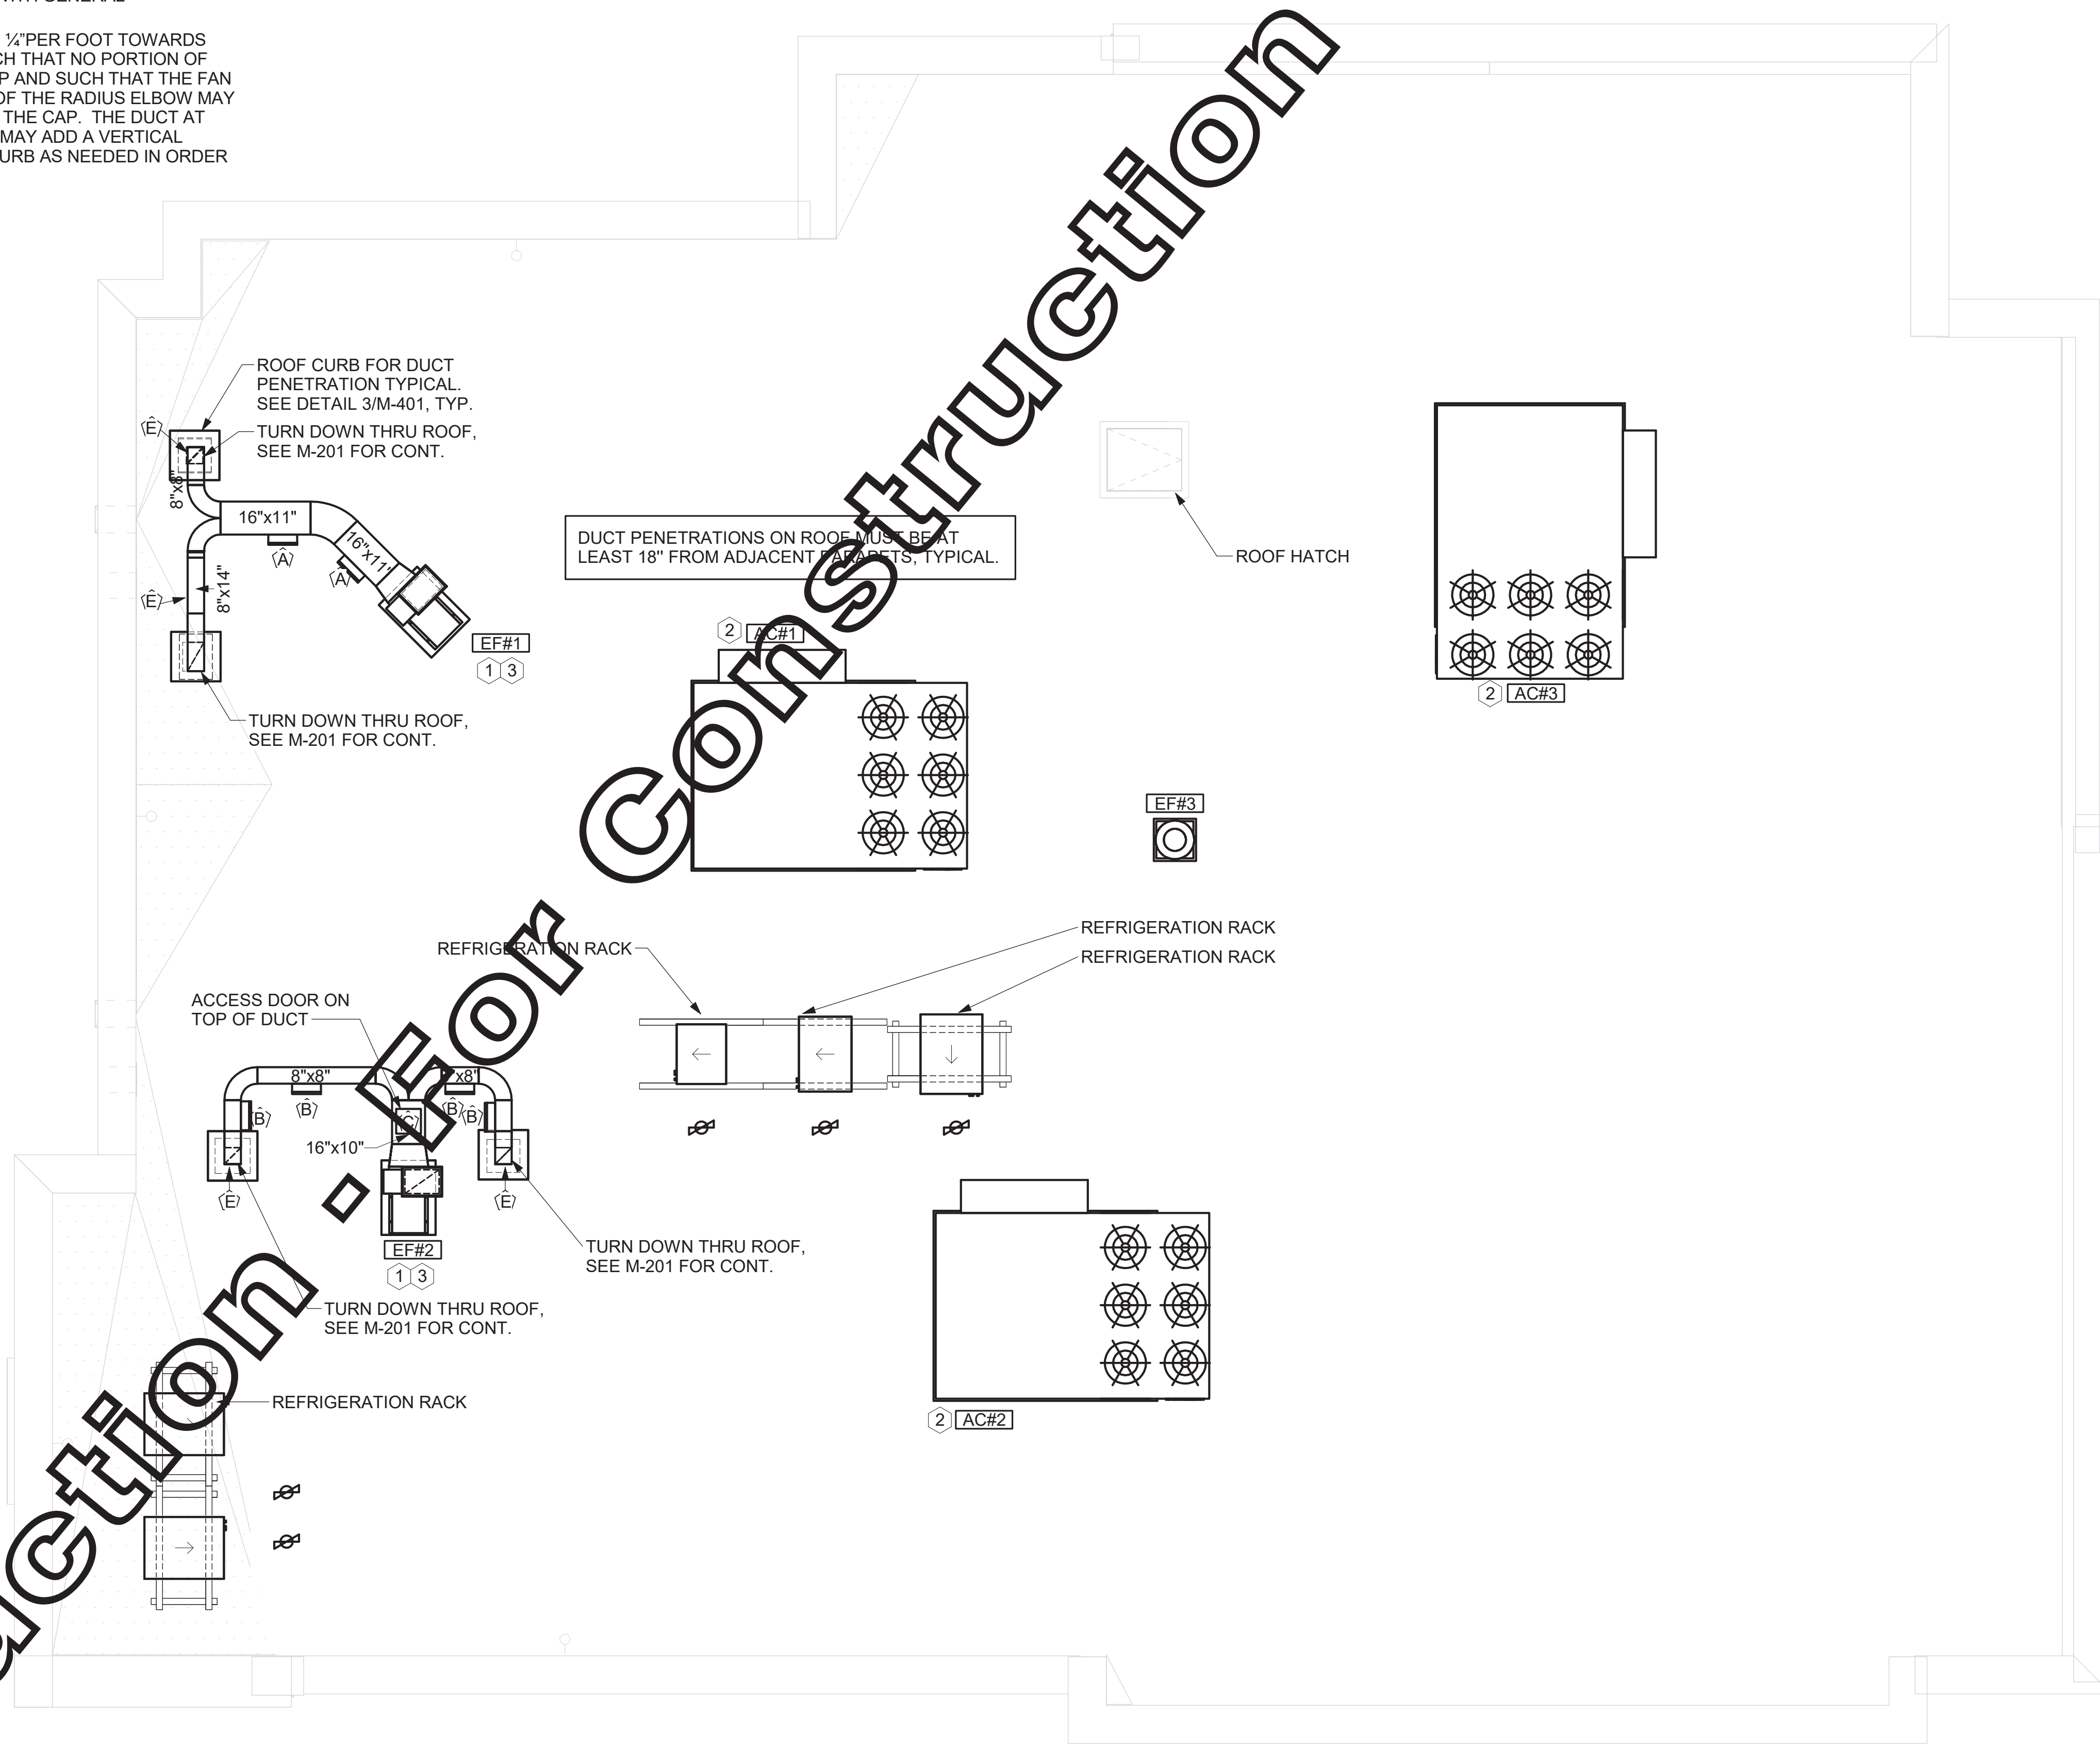 ¼"PER FOOT TOWARDS
THAT NO PORTION OF
AND SUCH THAT THE FAN
OF THE RADIUS ELBOW MAY
THE CAP. THE DUCT AT
MAY ADD A VERTICAL
AS NEEDED IN ORDER
ROOF CURB FOR DUCT
PENETRATION TYPICAL.
SEE DETAIL 3/M-401, TYP.
E
TURN DOWN THRU ROOF,
SEE M-201 FOR CONT.
8"x8"
16"x11"
16"x11"
A
A
E
8"x14"
EF#1
1 3
TURN DOWN THRU ROOF,
SEE M-201 FOR CONT.
DUCT PENETRATIONS ON ROOF MUST BE AT
LEAST 18" FROM ADJACENT PARAPETS, TYPICAL.
ROOF HATCH
2 AC#1
2 AC#3
EF#3
REFRIGERATION RACK
REFRIGERATION RACK
REFRIGERATION RACK
ACCESS DOOR ON
TOP OF DUCT
8"x8"
x8"
B
B
B
B
C
16"x10"
E
E
EF#2
1 3
TURN DOWN THRU ROOF,
SEE M-201 FOR CONT.
TURN DOWN THRU ROOF,
SEE M-201 FOR CONT.
2 AC#2
REFRIGERATION RACK
uction - For Construction